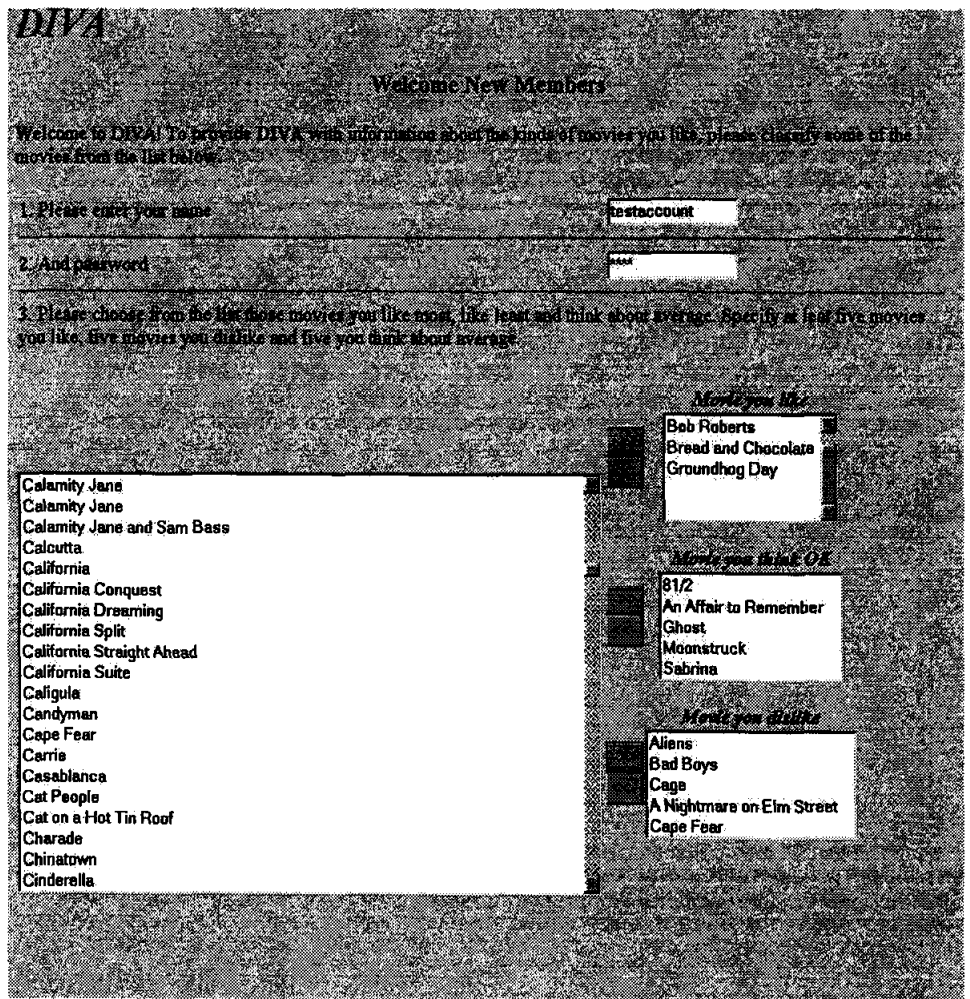 DIVA
Welcome New Members
Welcome to DIVA! To provide DIVA with information about the kinds of movies you like, please classify some of the
movies from the list below.
1. Please enter your name
testaccount
2. And password
****
3. Please choose from the list those movies you like most, like least and think about average. Specify at leat five movies
you like, five movies you dislike and five you think about average.
Movie you like
Bob Roberts
Bread and Chocolate
Groundhog Day
Calamity Jane
Calamity Jane
Calamity Jane and Sam Bass
Calcutta
California
California Conquest
California Dreaming
California Split
California Straight Ahead
California Suite
Caligula
Candyman
Cape Fear
Carrie
Casablanca
Cat People
Cat on a Hot Tin Roof
Charade
Chinatown
Cinderella
Movie you think OK
81/2
An Affair to Remember
Ghost
Moonstruck
Sabrina
Movie you dislike
Aliens
Bad Boys
Cage
A Nightmare on Elm Street
Cape Fear